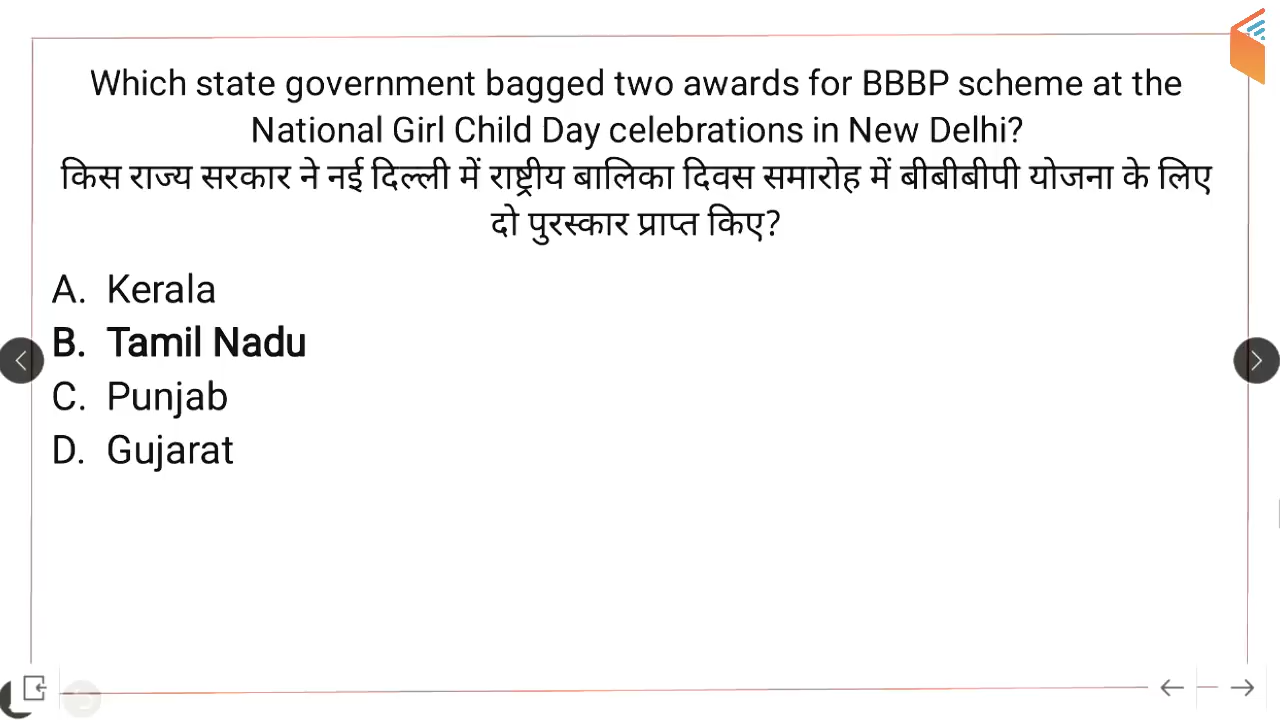 Which state government bagged two awards for BBBP scheme at the
National Girl Child Day celebrations in New Delhi?
किस राज्य सरकार ने नई दिल्ली में राष्ट्रीय बालिका दिवस समारोह में बीबीबीपी योजना के लिए
दो पुरस्कार प्राप्त किए?
A. Kerala
B. Tamil Nadu
C. Punjab
D. Gujarat